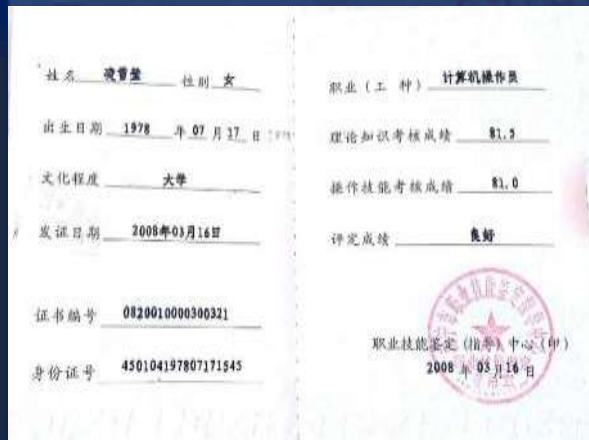 姓名 凌雪莹 性别 女
出生日期 1978 年 07 月 17 日
文化程度 大学
发证日期 2008年03月16日
证书编号 0820010000300321
身份证号 450104197807171545
职业（工 种） 计算机操作员
理论知识考核成绩 81.5
操作技能考核成绩 81.0
评定成绩 良好
职业技能鉴定（指导）中心（印）
2008 年 03 月 16 日